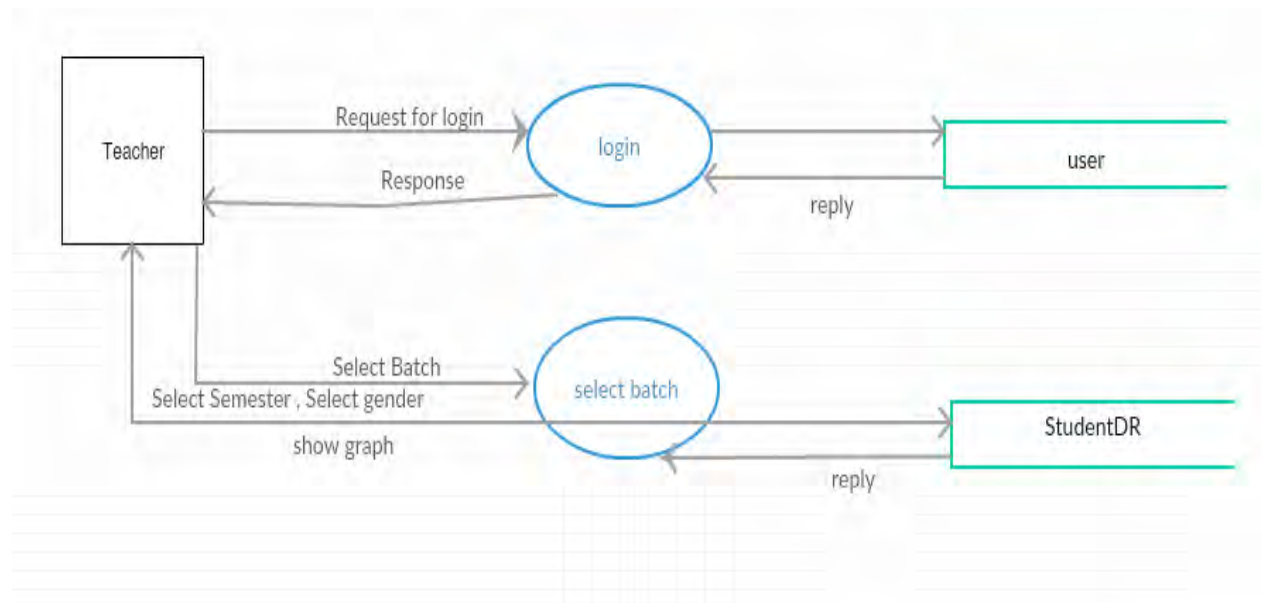 Request for login
Teacher
login
user
Response
reply
Select Batch
Select Semester , Select gender
select batch
show graph
StudentDR
reply